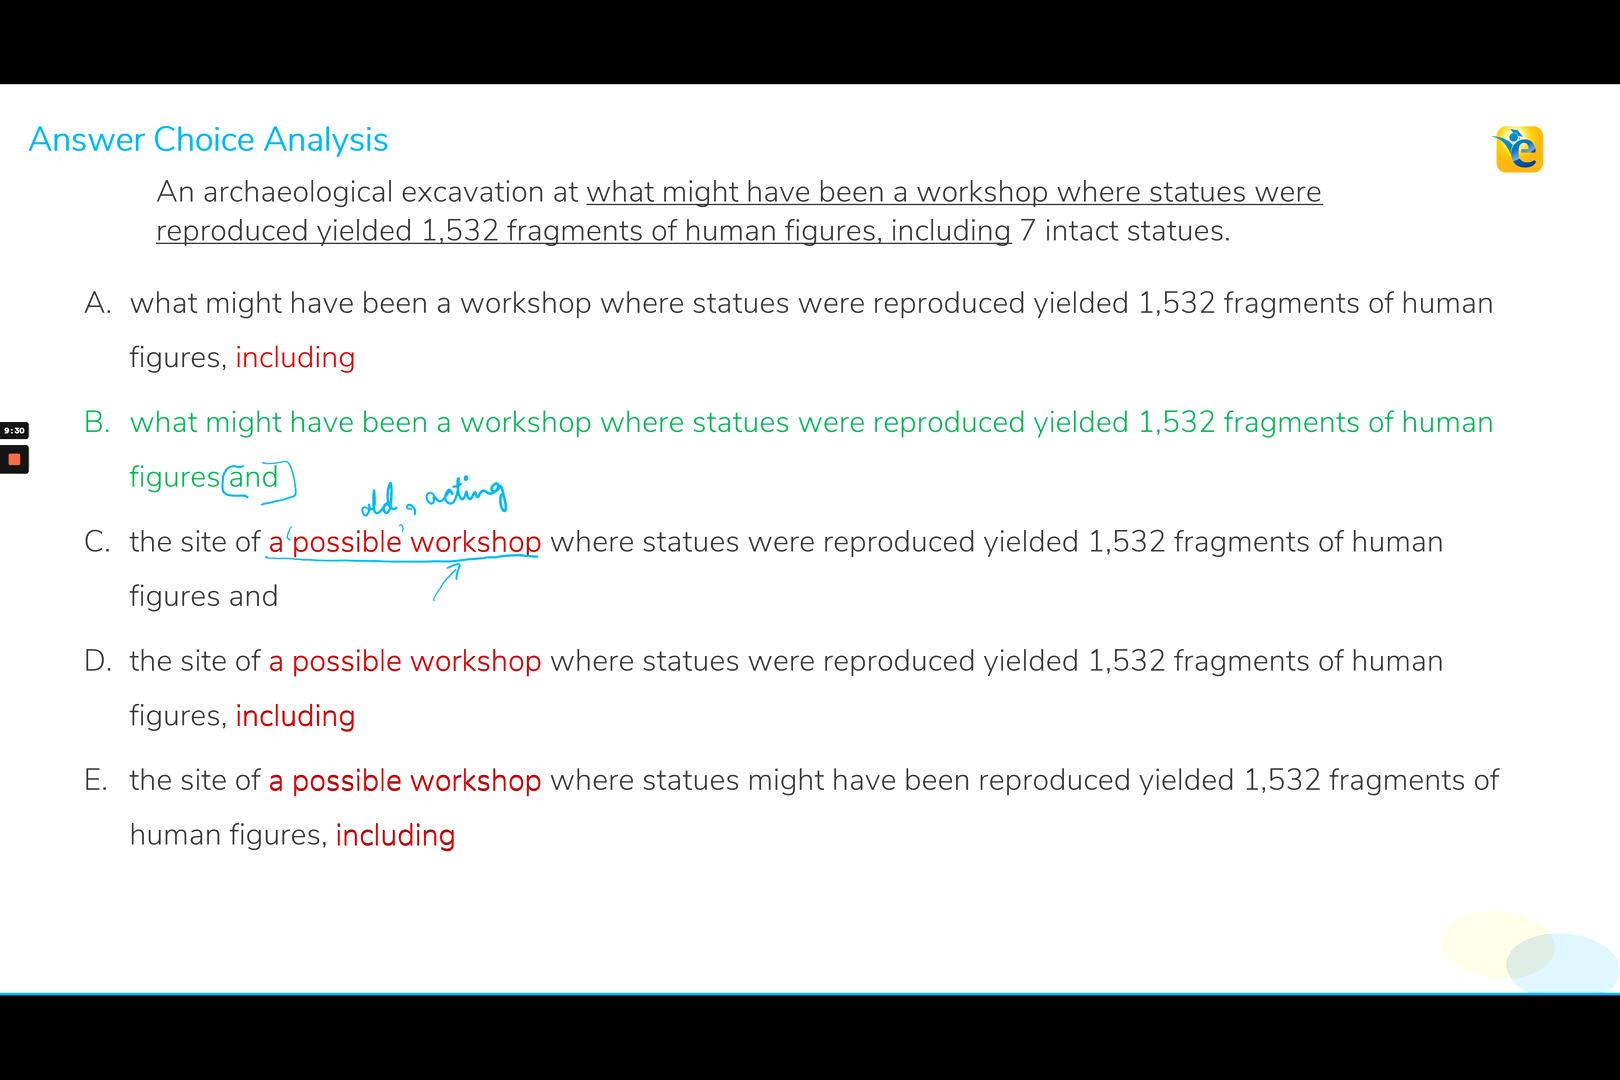 Answer Choice Analysis
An archaeological excavation at what might have been a workshop where statues were
reproduced yielded 1,532 fragments of human figures, including 7 intact statues.
A. what might have been a workshop where statues were reproduced yielded 1,532 fragments of human
figures, including
B. what might have been a workshop where statues were reproduced yielded 1,532 fragments of human
figures and
old, acting
C. the site of a 'possible' workshop where statues were reproduced yielded 1,532 fragments of human
figures and
D. the site of a possible workshop where statues were reproduced yielded 1,532 fragments of human
figures, including
E. the site of a possible workshop where statues might have been reproduced yielded 1,532 fragments of
human figures, including
9:30
e